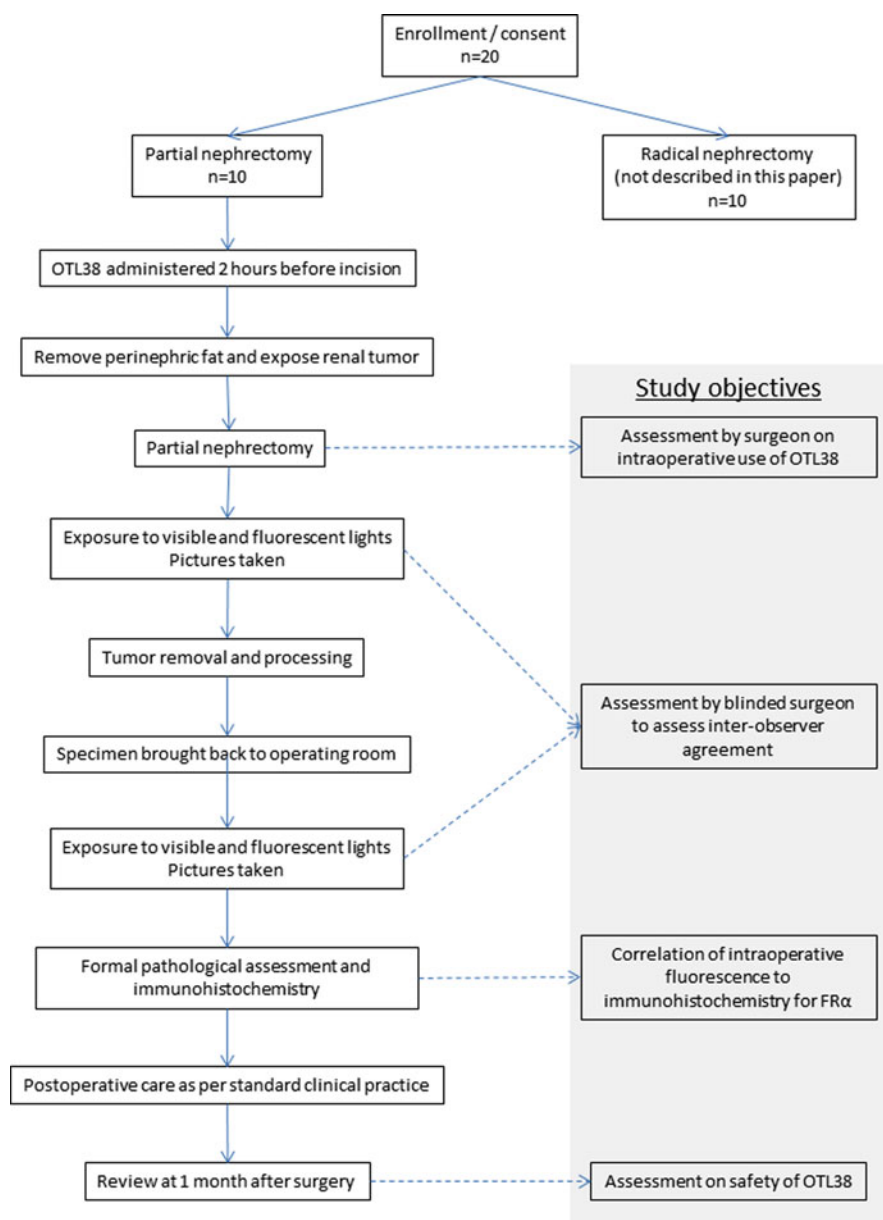 Enrollment / consent
n=20
Partial nephrectomy
n=10
Radical nephrectomy
(not described in this paper)
n=10
OTL38 administered 2 hours before incision
Remove perinephric fat and expose renal tumor
Study objectives
Partial nephrectomy
Assessment by surgeon on
intraoperative use of OTL38
Exposure to visible and fluorescent lights
Pictures taken
Tumor removal and processing
Assessment by blinded surgeon
to assess inter-observer
agreement
Specimen brought back to operating room
Exposure to visible and fluorescent lights
Pictures taken
Formal pathological assessment and
immunohistochemistry
Correlation of intraoperative
fluorescence to
immunohistochemistry for FRα
Postoperative care as per standard clinical practice
Review at 1 month after surgery
Assessment on safety of OTL38